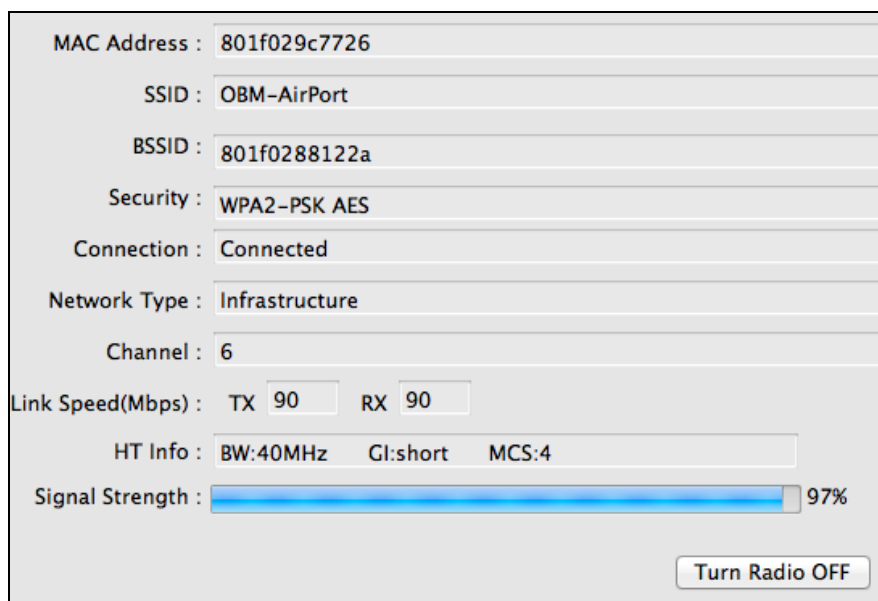 MAC Address : 801f029c7726
SSID : OBM-AirPort
BSSID : 801f0288122a
Security : WPA2-PSK AES
Connection : Connected
Network Type : Infrastructure
Channel : 6
Link Speed(Mbps) : TX 90 RX 90
HT Info : BW:40MHz GI:short MCS:4
Signal Strength : 97%
Turn Radio OFF